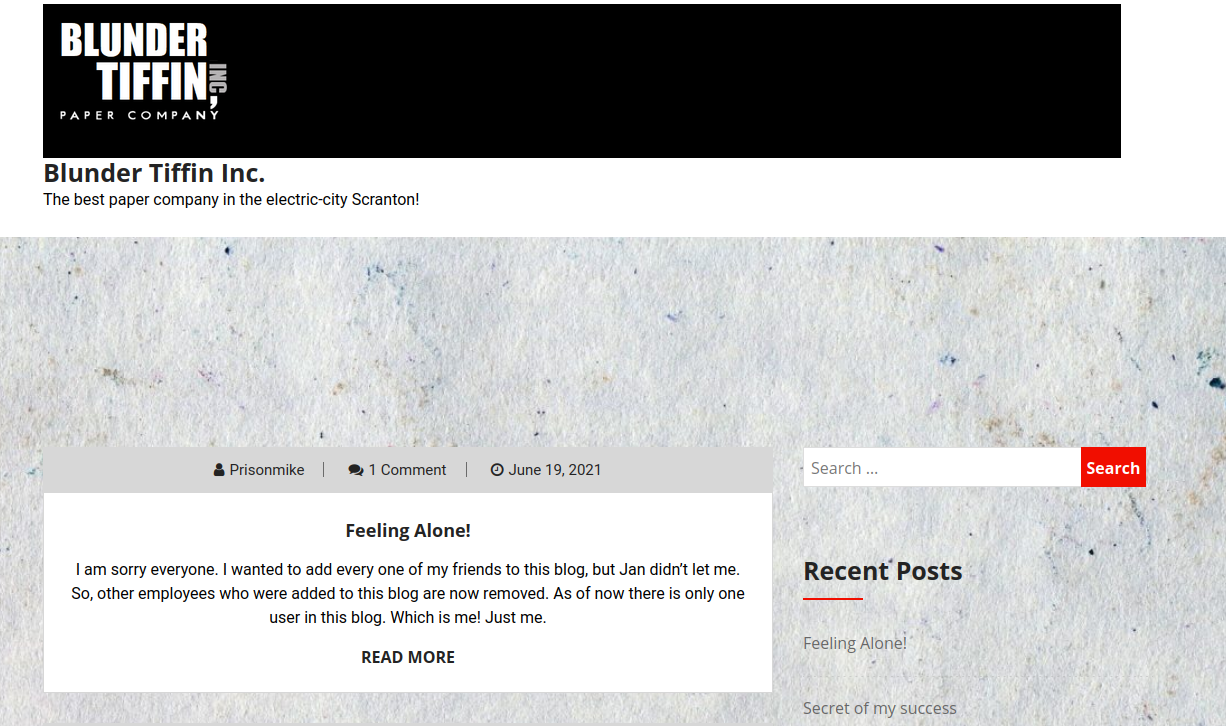 BLUNDER
TIFFIN, INC
PAPER COMPANY
Blunder Tiffin Inc.
The best paper company in the electric-city Scranton!
Prisonmike
1 Comment
June 19, 2021
Feeling Alone!
I am sorry everyone. I wanted to add every one of my friends to this blog, but Jan didn’t let me.
So, other employees who were added to this blog are now removed. As of now there is only one
user in this blog. Which is me! Just me.
READ MORE
Search …
Search
Recent Posts
Feeling Alone!
Secret of my success